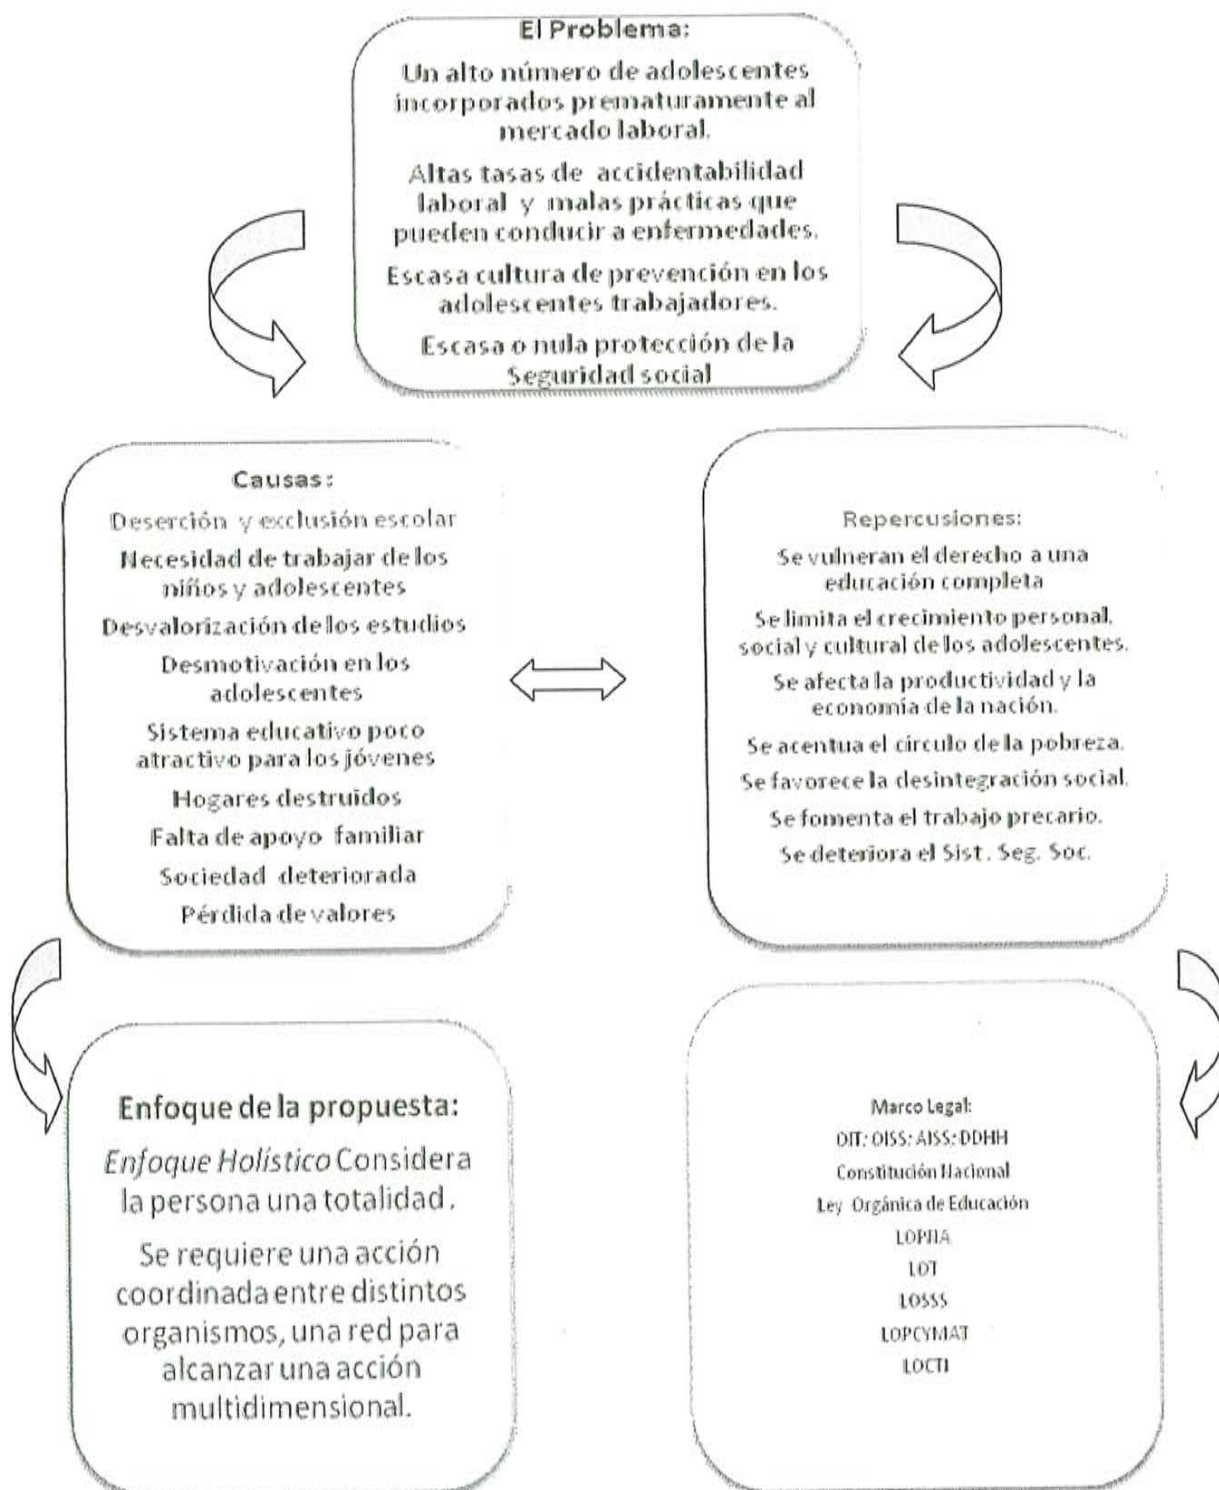 El Problema:
Un alto número de adolescentes
incorporados prematuramente al
mercado laboral.
Altas tasas de accidentabilidad
laboral y malas prácticas que
pueden conducir a enfermedades.
Escasa cultura de prevención en los
adolescentes trabajadores.
Escasa o nula protección de la
Seguridad social
Causas:
Deserción y exclusión escolar
Necesidad de trabajar de los
niños y adolescentes
Desvalorización de los estudios
Desmotivación en los
adolescentes
Sistema educativo poco
atractivo para los jóvenes
Hogares destruidos
Falta de apoyo familiar
Sociedad deteriorada
Pérdida de valores
Repercusiones:
Se vulneran el derecho a una
educación completa
Se limita el crecimiento personal,
social y cultural de los adolescentes.
Se afecta la productividad y la
economía de la nación.
Se acentua el círculo de la pobreza.
Se favorece la desintegración social.
Se fomenta el trabajo precario.
Se deteriora el Sist. Seg. Soc.
Enfoque de la propuesta:
Enfoque Holístico Considera
la persona una totalidad.
Se requiere una acción
coordinada entre distintos
organismos, una red para
alcanzar una acción
multidimensional.
Marco Legal:
OIT; OISS; AISS; DDHH
Constitución Nacional
Ley Orgánica de Educación
LOPNA
LOT
LOSSS
LOPCYMAT
LOCTI